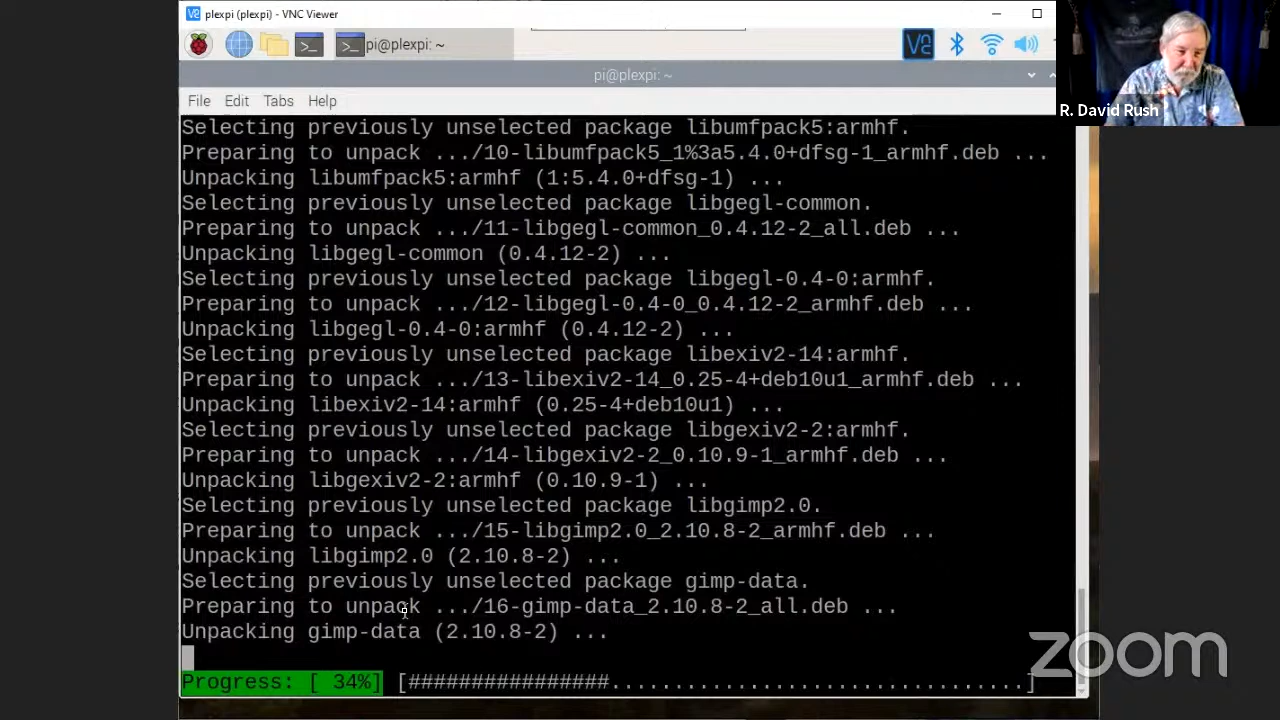 plexpi (plexpi) - VNC Viewer
pi@plexpi: ~
pi@plexpi: ~
File Edit Tabs Help
R. David Rush
Selecting previously unselected package libumfpack5:armhf.
Preparing to unpack .../10-libumfpack5_1%3a5.4.0+dfsg-1_armhf.deb ...
Unpacking libumfpack5:armhf (1:5.4.0+dfsg-1) ...
Selecting previously unselected package libgegl-common.
Preparing to unpack .../11-libgegl-common_0.4.12-2_all.deb ...
Unpacking libgegl-common (0.4.12-2) ...
Selecting previously unselected package libgegl-0.4-0:armhf.
Preparing to unpack .../12-libgegl-0.4-0_0.4.12-2_armhf.deb ...
Unpacking libgegl-0.4-0:armhf (0.4.12-2) ...
Selecting previously unselected package libexiv2-14:armhf.
Preparing to unpack .../13-libexiv2-14_0.25-4+deb10u1_armhf.deb ...
Unpacking libexiv2-14:armhf (0.25-4+deb10u1) ...
Selecting previously unselected package libgexiv2-2:armhf.
Preparing to unpack .../14-libgexiv2-2_0.10.9-1_armhf.deb ...
Unpacking libgexiv2-2:armhf (0.10.9-1) ...
Selecting previously unselected package libgimp2.0.
Preparing to unpack .../15-libgimp2.0_2.10.8-2_armhf.deb ...
Unpacking libgimp2.0 (2.10.8-2) ...
Selecting previously unselected package gimp-data.
Preparing to unpack .../16-gimp-data_2.10.8-2_all.deb ...
Unpacking gimp-data (2.10.8-2) ...
Progress: [ 34%] [################.................................]
zoom